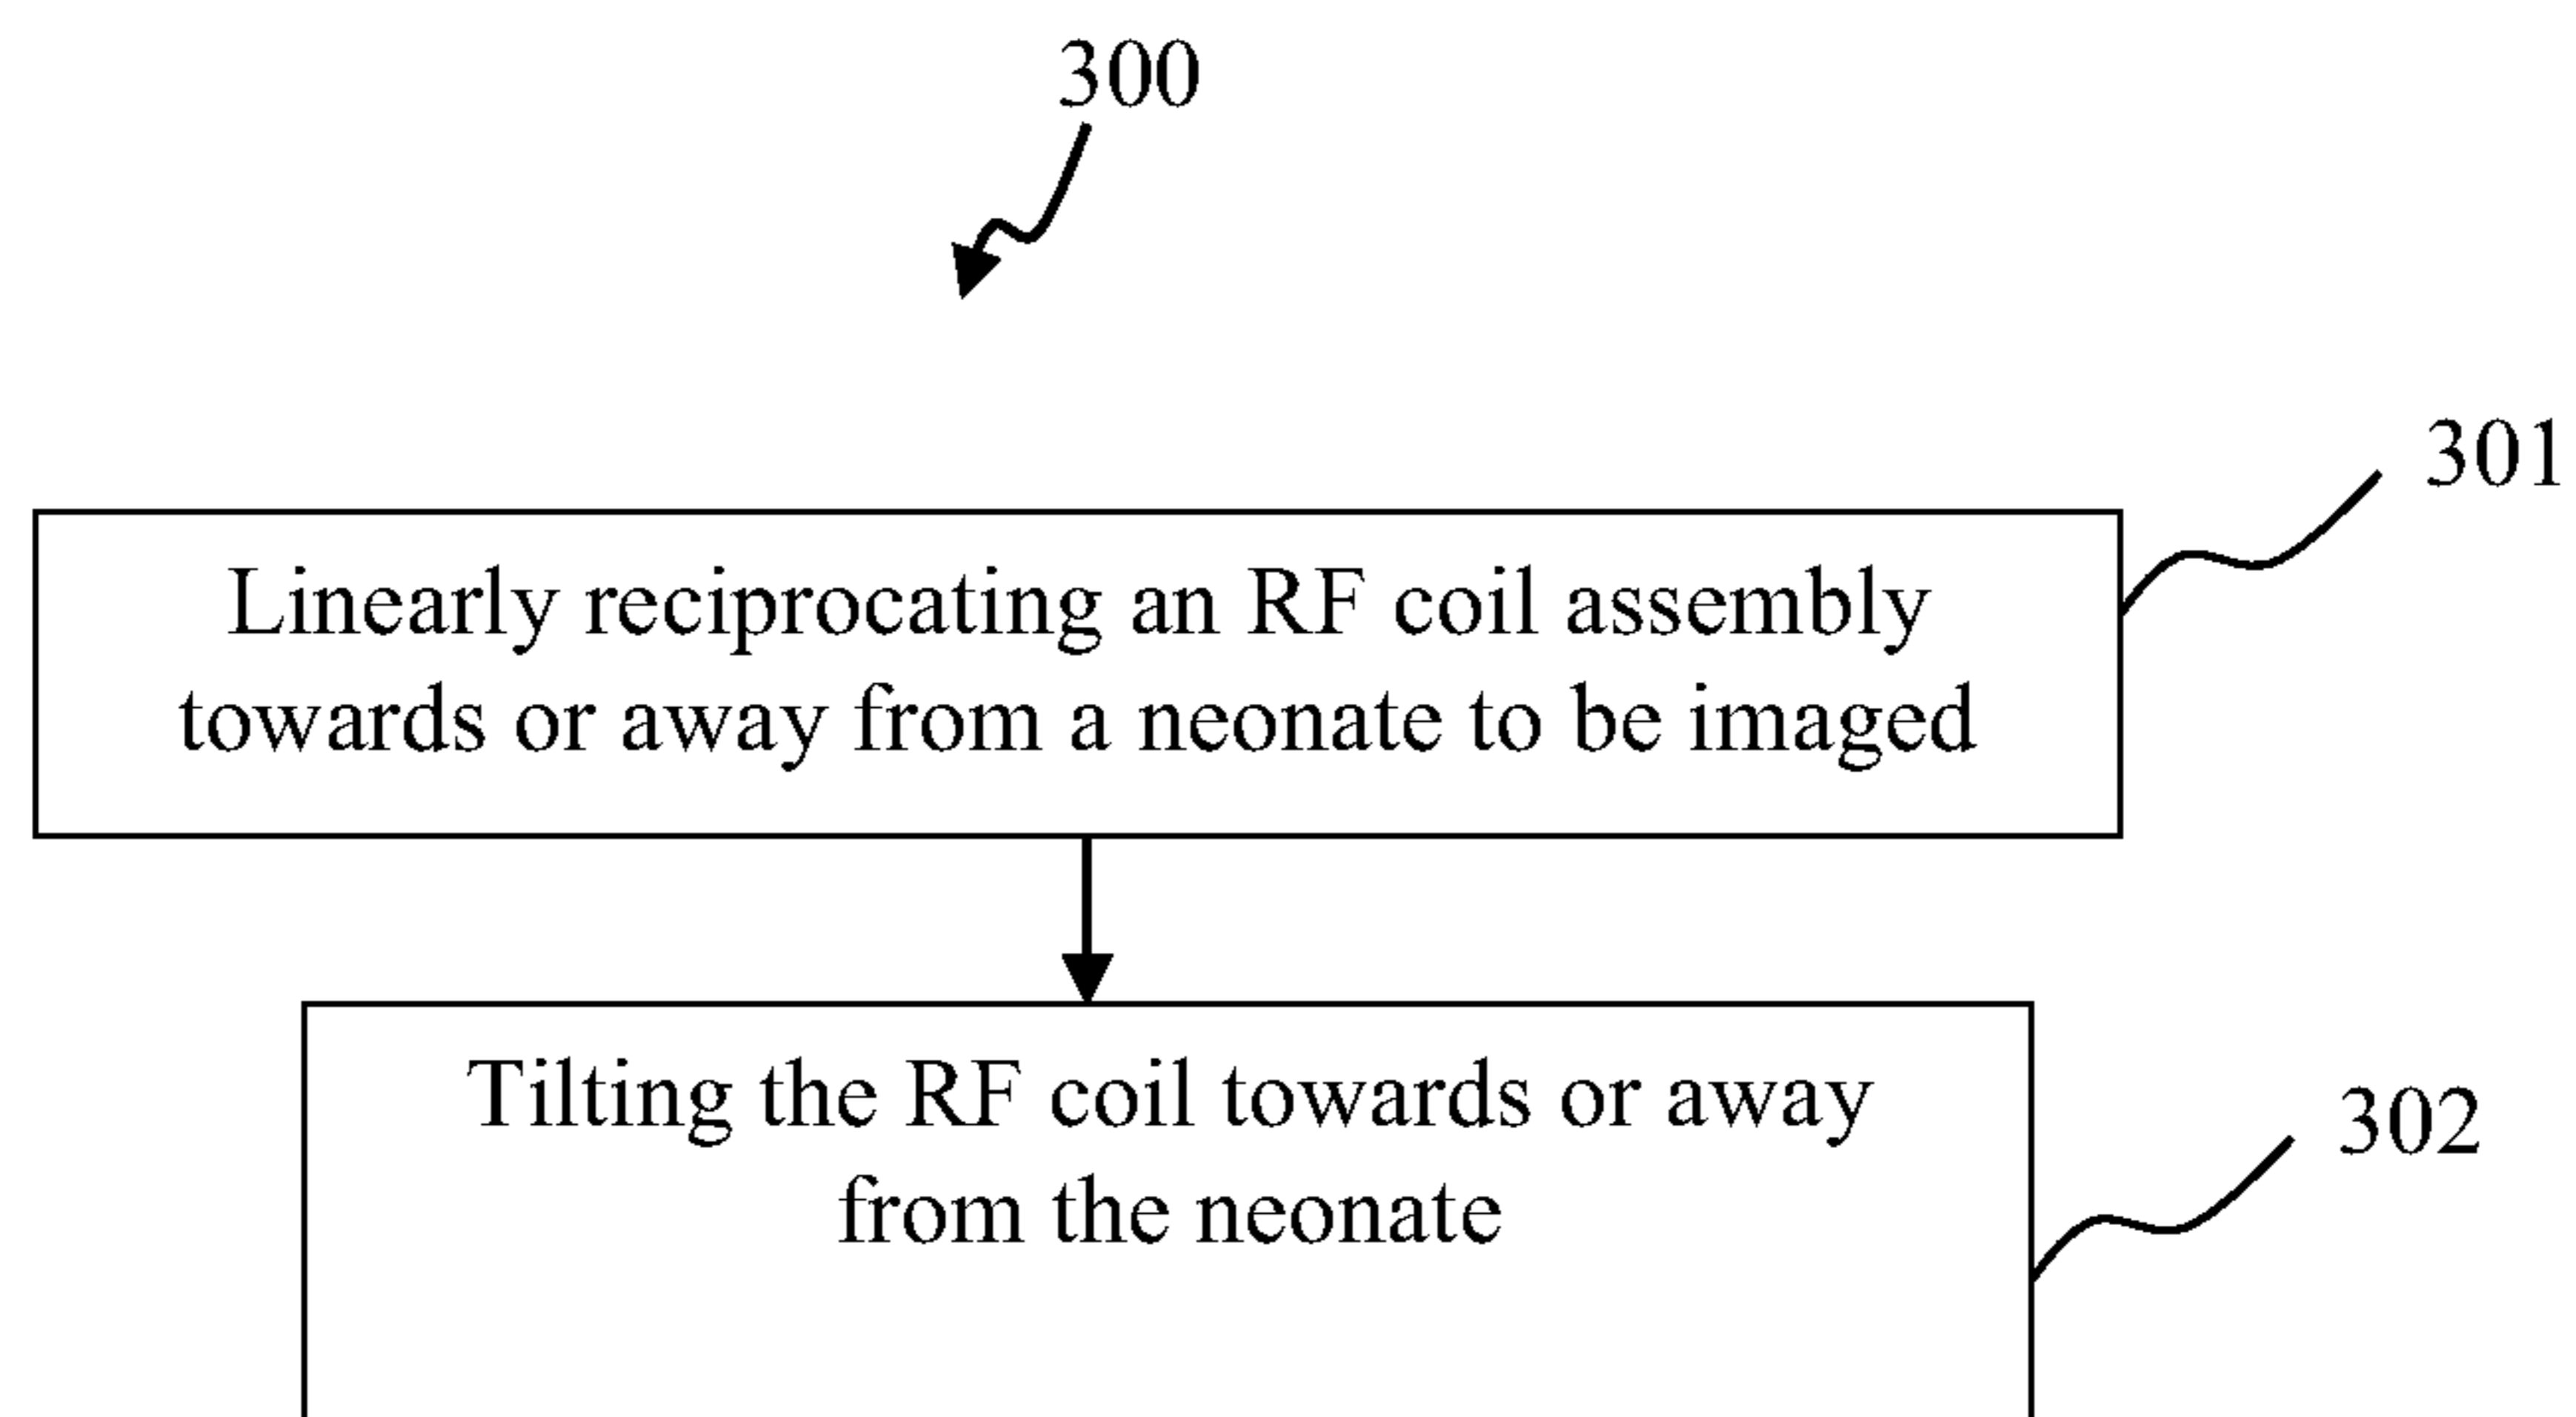 300
301
Linearly reciprocating an RF coil assembly
towards or away from a neonate to be imaged
Tilting the RF coil towards or away
from the neonate
302